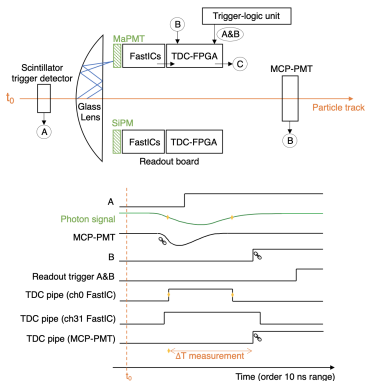 Trigger-logic unit
B
A&B
MaPMT
FastICs
TDC-FPGA
C
MCP-PMT
Scintillator
trigger detector
t0
Glass
Lens
Particle track
SiPM
A
B
FastICs
TDC-FPGA
Readout board
A
Photon signal
MCP-PMT
B
Readout trigger A&B
TDC pipe (ch0 FastIC)
TDC pipe (ch31 FastIC)
TDC pipe (MCP-PMT)
ΔT measurement
t0
Time (order 10 ns range)